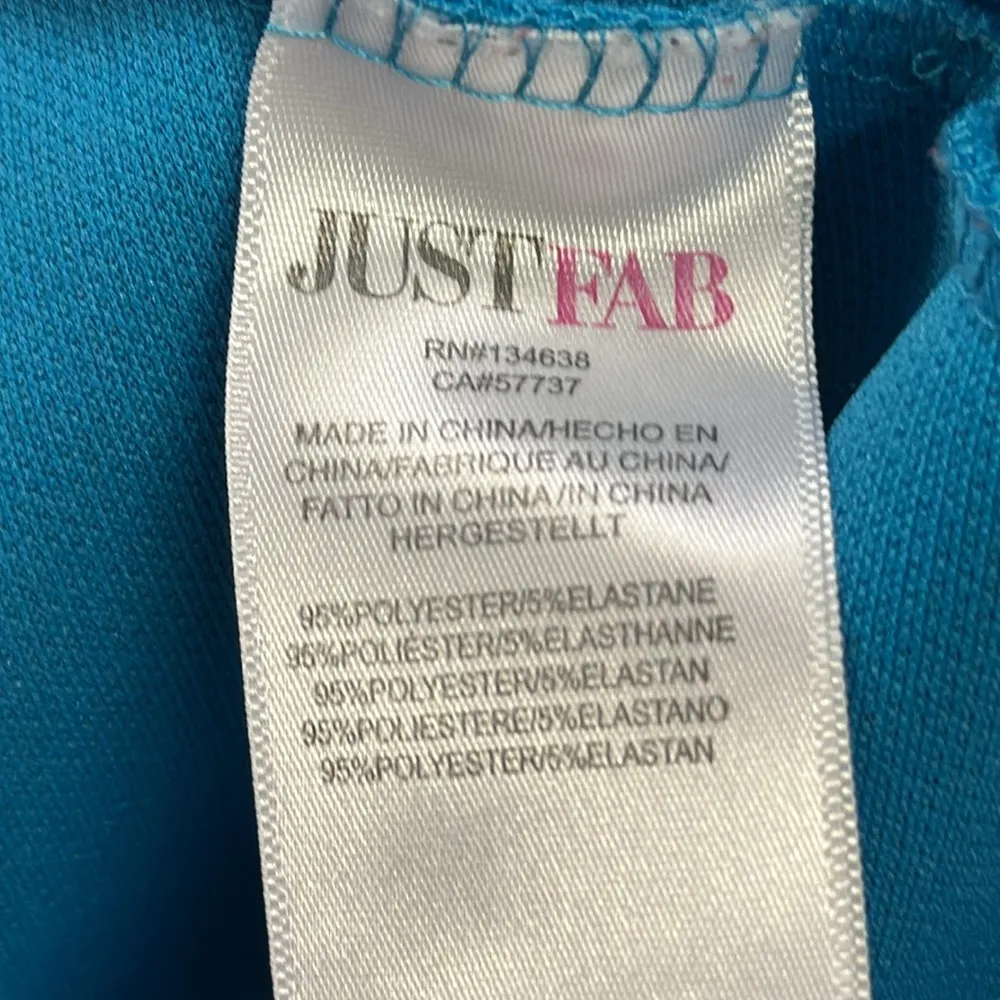 JUSTFAB
RN#134638
CA#57737
MADE IN CHINA/HECHO EN
CHINA/FABRIQUE AU CHINA/
FATTO IN CHINA/IN CHINA
HERGESTELLT
95%POLYESTER/5%ELASTANE
95%POLIÉSTER/5%ELASTHANNE
95%POLYESTER/5%ELASTAN
95%POLIESTERE/5%ELASTANO
95%POLYESTER/5%ELASTAN